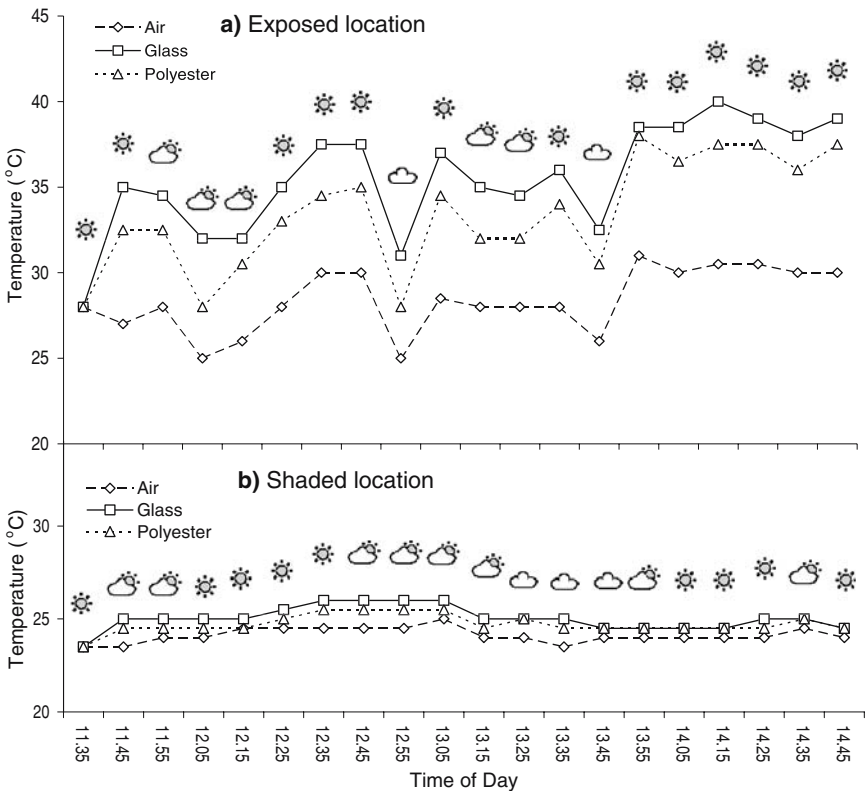 45
a) Exposed location
Air
Glass
Polyester
40
35
30
25
20
Temperature (°C)
b) Shaded location
Air
Glass
Polyester
30
25
20
Temperature (°C)
11.35 11.45 11.55 12.05 12.15 12.25 12.35 12.45 12.55 13.05 13.15 13.25 13.35 13.45 13.55 14.05 14.15 14.25 14.35 14.45
Time of Day